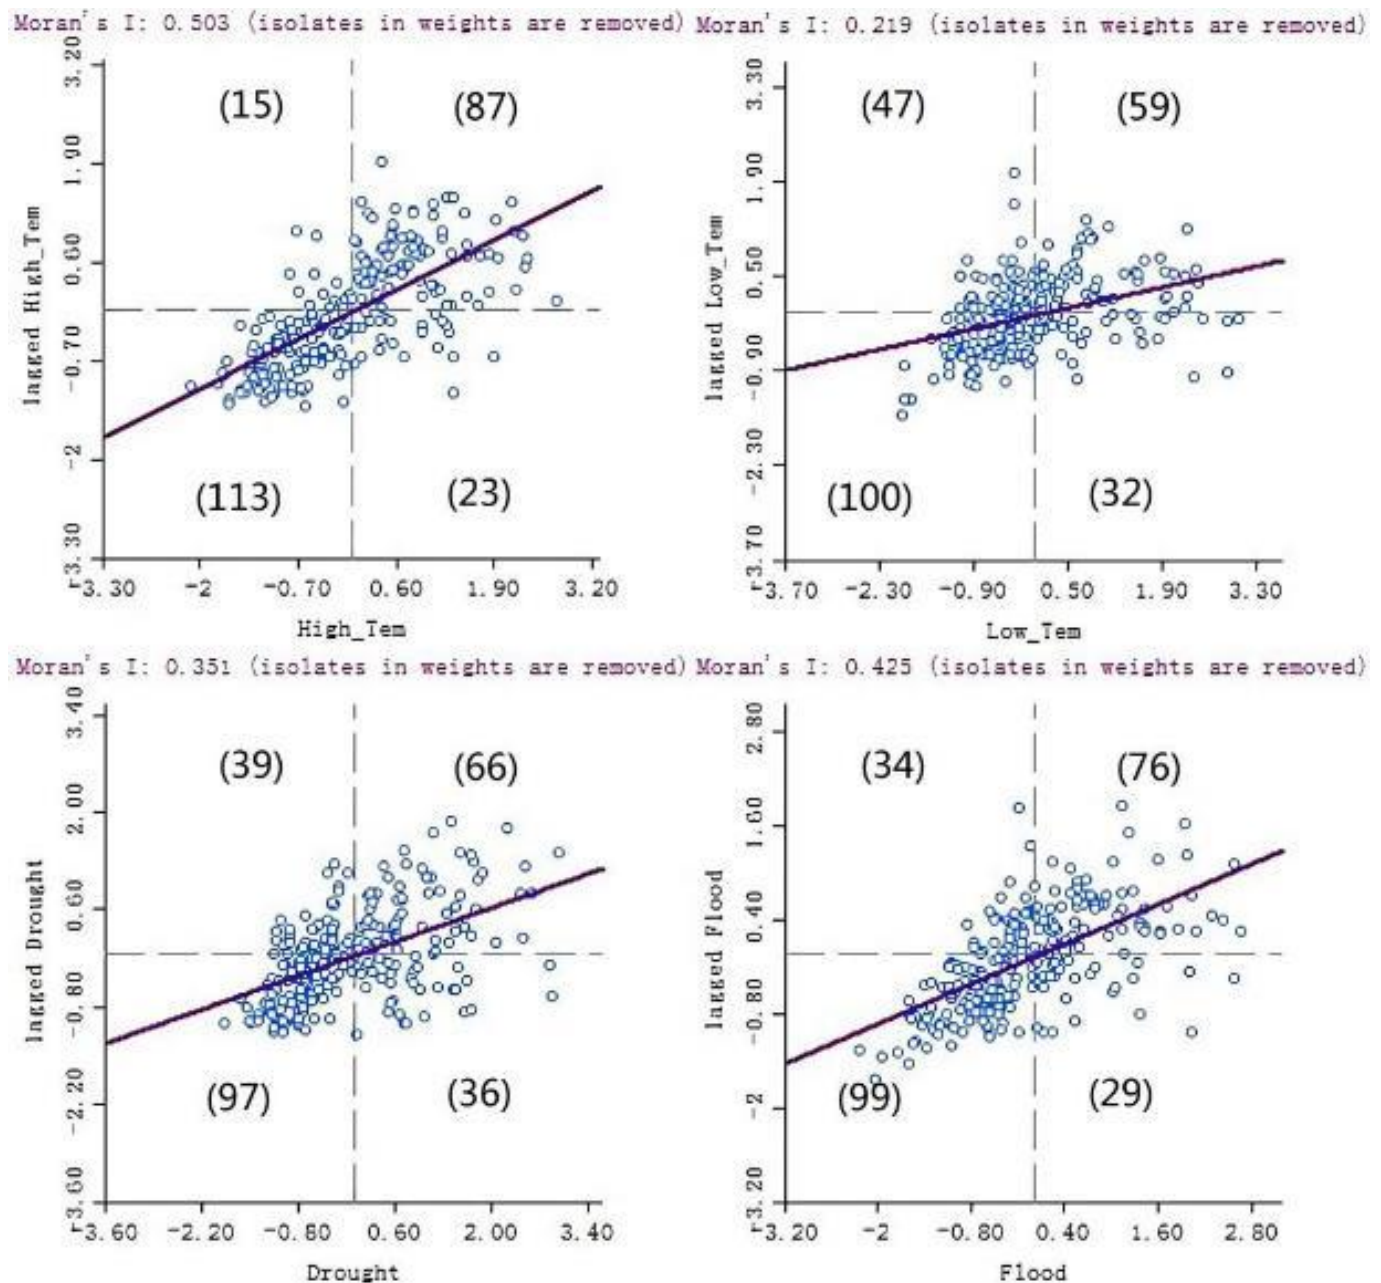 Moran's I: 0.503 (isolates in weights are removed)
3.20
1.90
0.60
-0.70
-2
-3.30
lagged High_Tem
(15)
(87)
(113)
(23)
-3.30 -2 -0.70 0.60 1.90 3.20
High_Tem
Moran's I: 0.219 (isolates in weights are removed)
3.30
1.90
0.50
-0.90
-2.30
-3.70
lagged Low_Tem
(47)
(59)
(100)
(32)
-3.70 -2.30 -0.90 0.50 1.90 3.30
Low_Tem
Moran's I: 0.351 (isolates in weights are removed)
3.40
2.00
0.60
-0.80
-2.20
-3.60
lagged Drought
(39)
(66)
(97)
(36)
-3.60 -2.20 -0.80 0.60 2.00 3.40
Drought
Moran's I: 0.425 (isolates in weights are removed)
2.80
1.60
0.40
-0.80
-2
-3.20
lagged Flood
(34)
(76)
(99)
(29)
-3.20 -2 -0.80 0.40 1.60 2.80
Flood